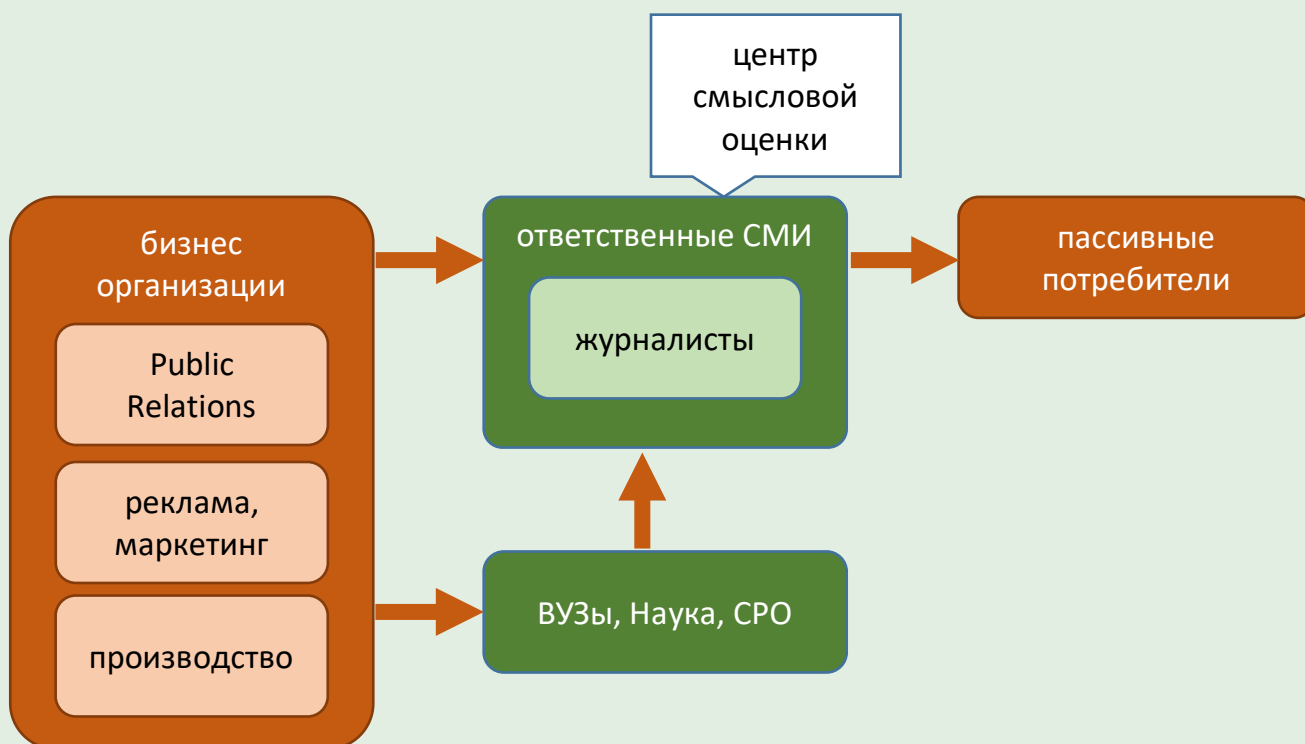 центр
смысловой
оценки
бизнес
организации
Public
Relations
реклама,
маркетинг
производство
ответственные СМИ
журналисты
ВУЗы, Наука, СРО
пассивные
потребители